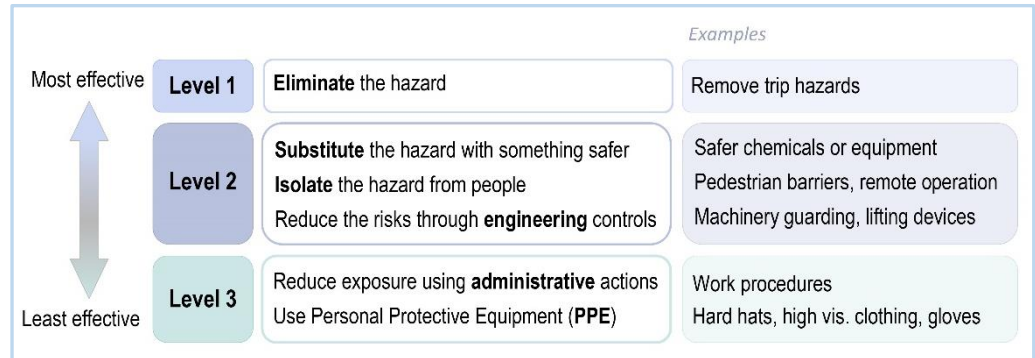 Examples
Most effective
Level 1
Eliminate the hazard
Remove trip hazards
Level 2
Substitute the hazard with something safer
Isolate the hazard from people
Reduce the risks through engineering controls
Safer chemicals or equipment
Pedestrian barriers, remote operation
Machinery guarding, lifting devices
Least effective
Level 3
Reduce exposure using administrative actions
Use Personal Protective Equipment (PPE)
Work procedures
Hard hats, high vis. clothing, gloves